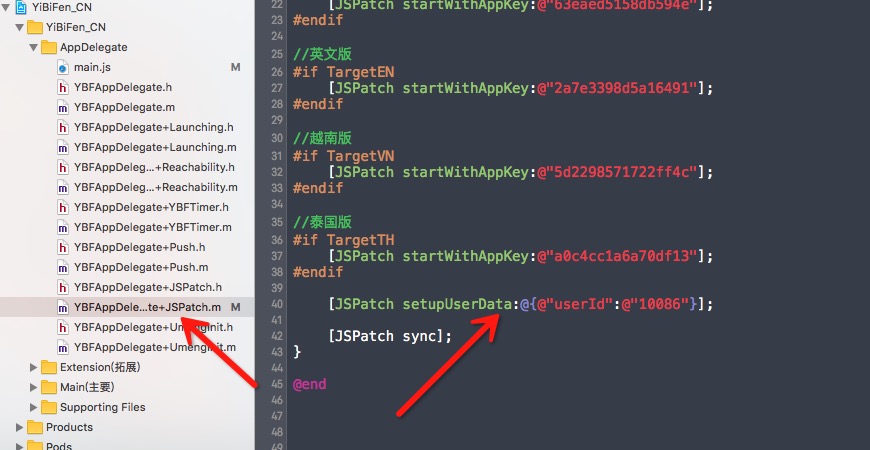 YiBiFen_CN
YiBiFen_CN
AppDelegate
main.js M
YBFAppDelegate.h
YBFAppDelegate.m
YBFAppDelegate+Launching.h
YBFAppDelegate+Launching.m
YBFAppDeleg...+Reachability.h
YBFAppDeleg...+Reachability.m
YBFAppDelegate+YBFTimer.h
YBFAppDelegate+YBFTimer.m
YBFAppDelegate+Push.h
YBFAppDelegate+Push.m
YBFAppDelegate+JSPatch.h
YBFAppDele...te+JSPatch.m M
YBFAppDelegate+UmengInit.h
YBFAppDelegate+UmengInit.m
Extension(拓展)
Main(主要)
Supporting Files
Products
Pods
22 [JSPatch startWithAppKey:@"63eaed5158db594e"];
23 #endif
24
25 //英文版
26 #if TargetEN
27 [JSPatch startWithAppKey:@"2a7e3398d5a16491"];
28 #endif
29
30 //越南版
31 #if TargetVN
32 [JSPatch startWithAppKey:@"5d2298571722ff4c"];
33 #endif
34
35 //泰国版
36 #if TargetTH
37 [JSPatch startWithAppKey:@"a0c4cc1a6a70df13"];
38 #endif
39
40 [JSPatch setupUserData:@{@"userId":@"10086"}];
41
42 [JSPatch sync];
43 }
44
45 @end
46
47
48
49